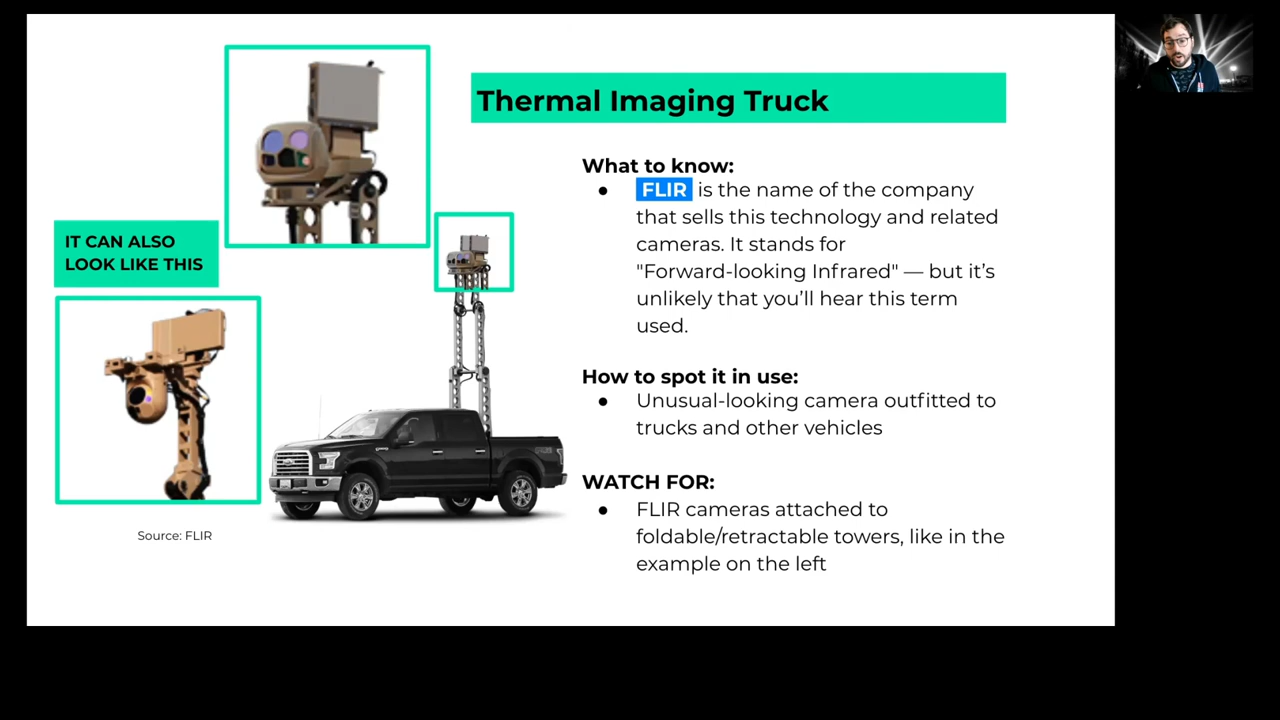 Thermal Imaging Truck
What to know:
● FLIR is the name of the company
that sells this technology and related
cameras. It stands for
"Forward-looking Infrared" — but it’s
unlikely that you’ll hear this term
used.
How to spot it in use:
● Unusual-looking camera outfitted to
trucks and other vehicles
WATCH FOR:
● FLIR cameras attached to
foldable/retractable towers, like in the
example on the left
IT CAN ALSO
LOOK LIKE THIS
Source: FLIR